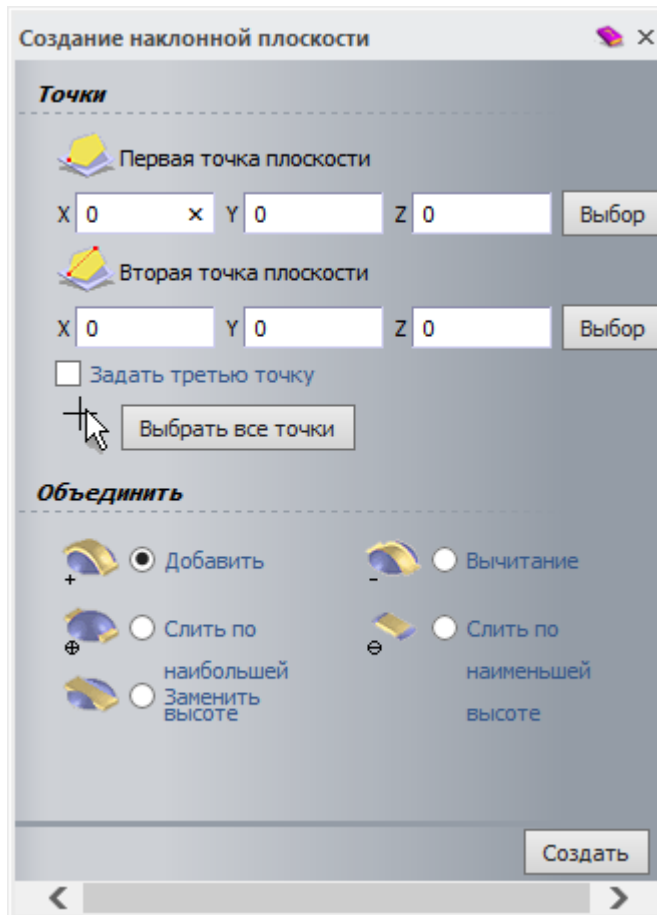 Создание наклонной плоскости
Точки
Первая точка плоскости
X 0 Y 0 Z 0 Выбор
Вторая точка плоскости
X 0 Y 0 Z 0 Выбор
Задать третью точку
Выбрать все точки
Объединить
Добавить
Вычитание
Слить по
наибольшей
высоте
Слить по
наименьшей
высоте
Заменить
Создать